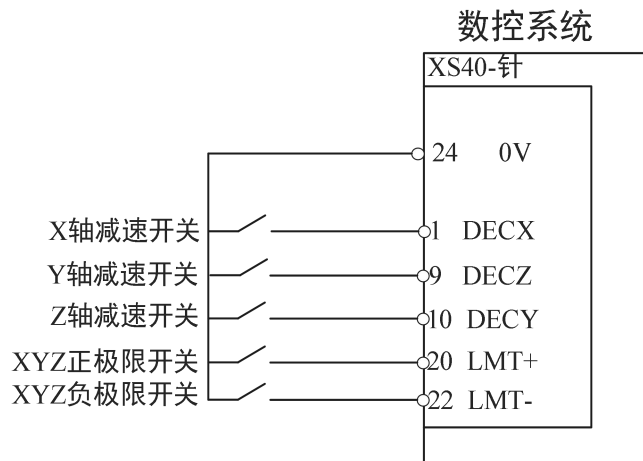 数控系统
XS40-针
24 0V
X轴减速开关 1 DECX
Y轴减速开关 9 DECZ
Z轴减速开关 10 DECY
XYZ正极限开关 20 LMT+
XYZ负极限开关 22 LMT-